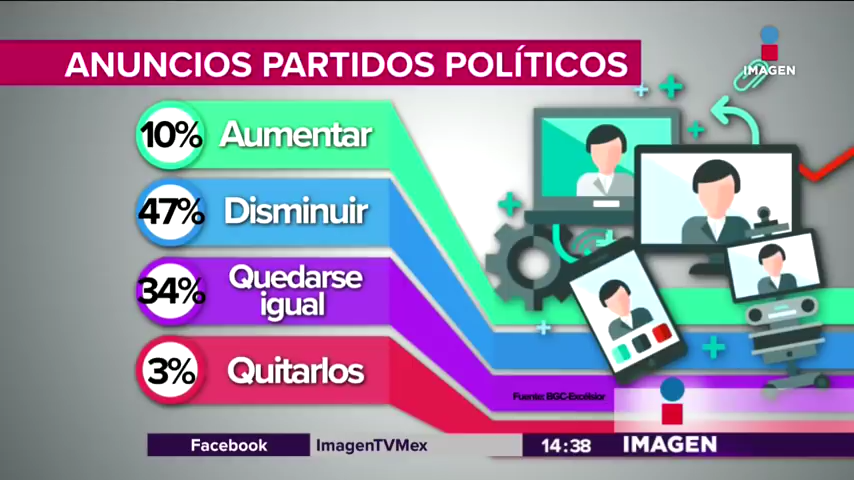 ANUNCIOS PARTIDOS POLÍTICOS
IMAGEN
10% Aumentar
47% Disminuir
34% Quedarse
igual
3% Quitarlos
Fuente: BGC-Excélsior
Facebook ImagenTVMex 14:38 IMAGEN